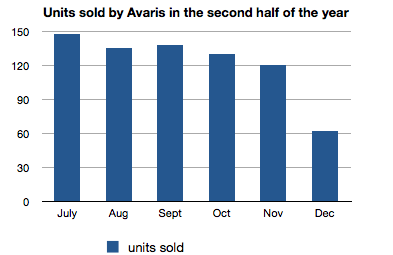 Units sold by Avaris in the second half of the year
150
120
90
60
30
0
July Aug Sept Oct Nov Dec
units sold